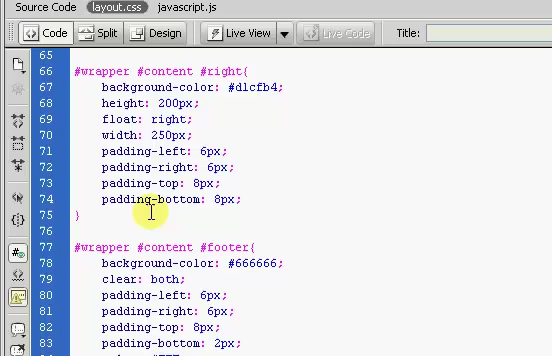 Source Code layout.css javascript.js
Code Split Design Live View Live Code Title:
65
66 #wrapper #content #right{
67 background-color: #d1cfb4;
68 height: 200px;
69 float: right;
70 width: 250px;
71 padding-left: 6px;
72 padding-right: 6px;
73 padding-top: 8px;
74 padding-bottom: 8px;
75 }
76
77 #wrapper #content #footer{
78 background-color: #666666;
79 clear: both;
80 padding-left: 6px;
81 padding-right: 6px;
82 padding-top: 8px;
83 padding-bottom: 2px;